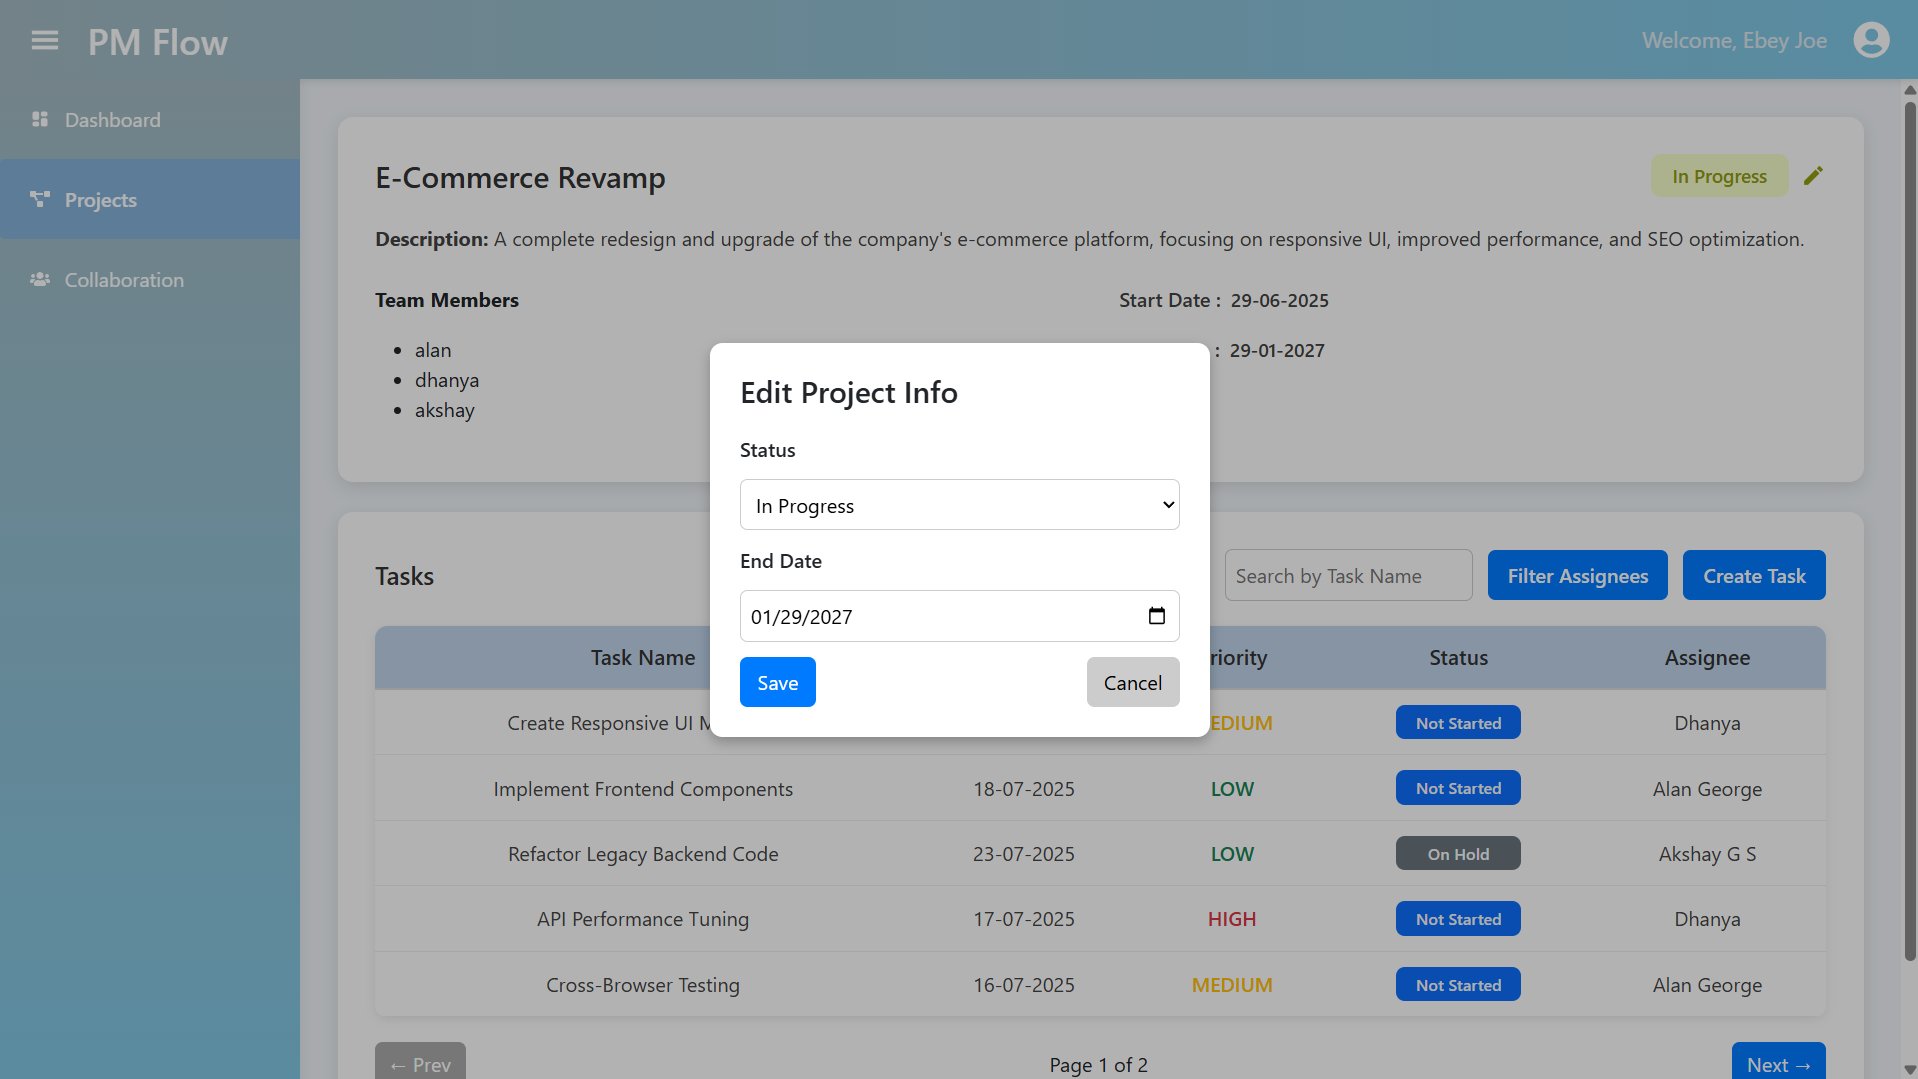 PM Flow
Welcome, Ebey Joe
Dashboard
Projects
Collaboration
E-Commerce Revamp
In Progress
Description: A complete redesign and upgrade of the company's e-commerce platform, focusing on responsive UI, improved performance, and SEO optimization.
Team Members
Start Date : 29-06-2025
alan
: 29-01-2027
dhanya
akshay
Edit Project Info
Status
In Progress
End Date
01/29/2027
Save
Cancel
Tasks
Search by Task Name
Filter Assignees
Create Task
Task Name
riority
Status
Assignee
Create Responsive UI
EDIUM
Not Started
Dhanya
Implement Frontend Components
18-07-2025
LOW
Not Started
Alan George
Refactor Legacy Backend Code
23-07-2025
LOW
On Hold
Akshay G S
API Performance Tuning
17-07-2025
HIGH
Not Started
Dhanya
Cross-Browser Testing
16-07-2025
MEDIUM
Not Started
Alan George
← Prev
Page 1 of 2
Next →